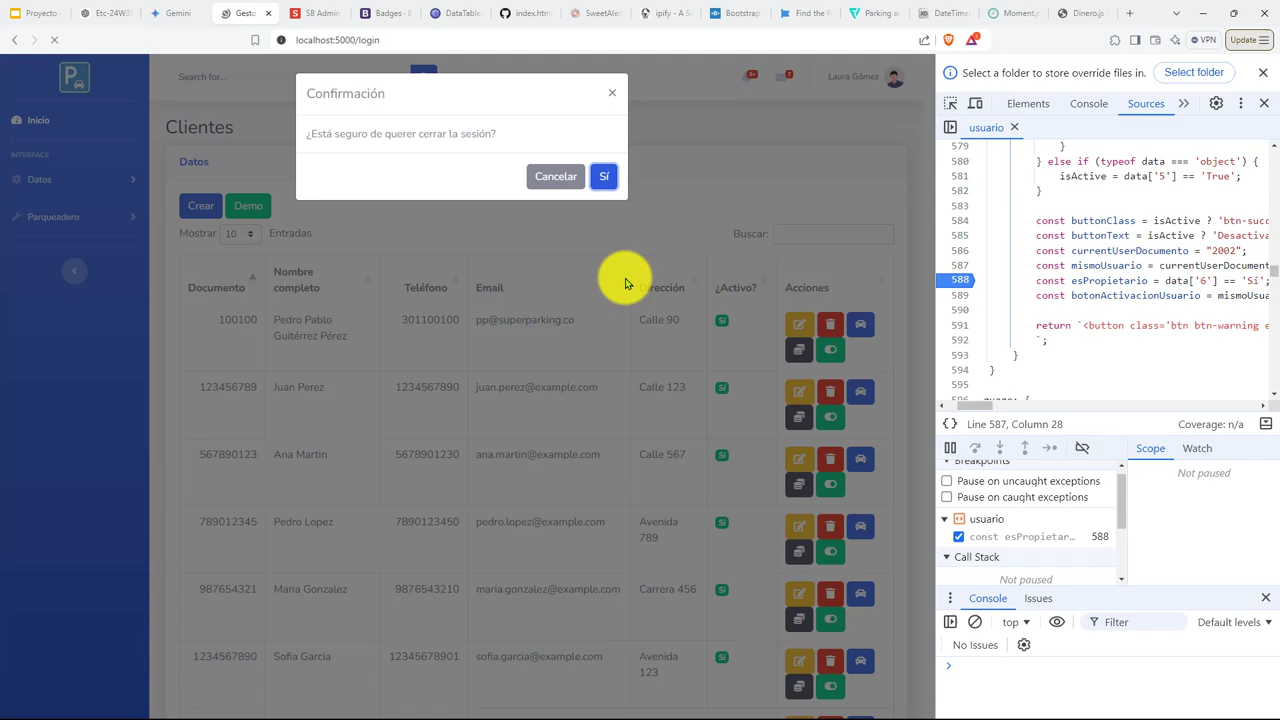 Proyecto - 
Etc-24W3
Gemini
Gesto
SB Admin
Badges - B
DataTable
index.htm
SweetAler
ipify - A S
Bootstrap
Find the R
Parking ar
DateTime
Moment.j
Dinero.js -
localhost:5000/login
VPN
Update
P
Search for...
3+
7
Laura Gómez
Inicio
INTERFACE
Datos
Parqueadero
Clientes
Datos
Crear
Demo
Mostrar 10 Entradas
Buscar:
Documento
Nombre completo
Teléfono
Email
Dirección
¿Activo?
Acciones
100100 Pedro Pablo 301100100 pp@superparking.co Calle 90 Sí
Guitérrez Pérez
123456789 Juan Perez 1234567890 juan.perez@example.com Calle 123 Sí
567890123 Ana Martin 5678901230 ana.martin@example.com Calle 567 Sí
789012345 Pedro Lopez 7890123450 pedro.lopez@example.com Avenida Sí
789
987654321 Maria Gonzalez 9876543210 maria.gonzalez@example.com Carrera 456 Sí
1234567890 Sofia Garcia 12345678901 sofia.garcia@example.com Avenida Sí
123
Confirmación
¿Está seguro de querer cerrar la sesión?
Cancelar
Sí
Select a folder to store override files in.
Select folder
Elements
Console
Sources
usuario
579 }
580 } else if (typeof data === 'object') {
581 isActive = data['5'] == 'True';
582 }
583
584 const buttonClass = isActive ? 'btn-succ
585 const buttonText = isActive ? 'Desactiva
586 const currentUserDocumento = "2002";
587 const mismoUsuario = currentUserDocument
588 const esPropietario = data['6'] == 'Sí';
589 const botonActivacionUsuario = mismoUsua
590
591 return `<button class='btn btn-warning e
592 `;
593 }
594 }
595
596 guage: {
Line 587, Column 28
Coverage: n/a
Breakpoints
Pause on uncaught exceptions
Pause on caught exceptions
usuario
const esPropietar... 588
Call Stack
Not paused
Scope
Watch
Not paused
Console
Issues
top
Filter
Default levels
No Issues